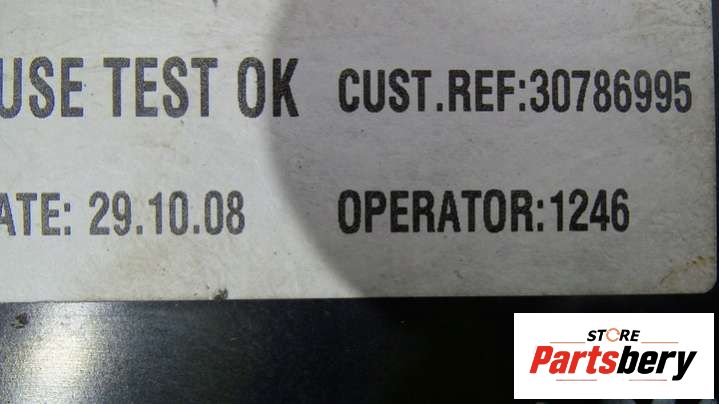 USE TEST OK CUST.REF:30786995
ATE: 29.10.08 OPERATOR:1246
STORE
Partsbery